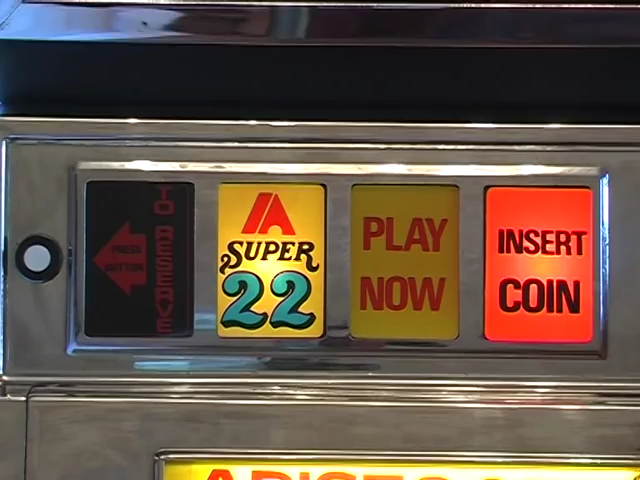 PRESS
BUTTON
TO RESERVE
SUPER
22
PLAY
NOW
INSERT
COIN